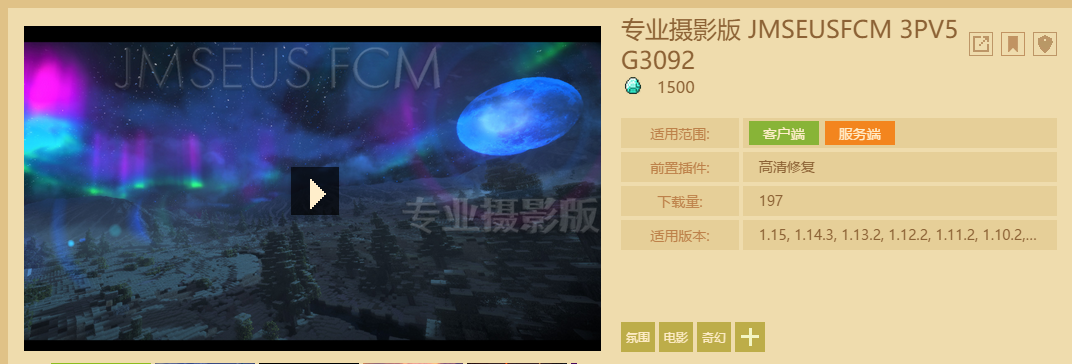 JMSEUS FCM
专业摄影版
专业摄影版 JMSEUSFCM 3PV5
G3092
1500
适用范围: 客户端 服务端
前置插件: 高清修复
下载量: 197
适用版本: 1.15, 1.14.3, 1.13.2, 1.12.2, 1.11.2, 1.10.2,...
氛围 电影 奇幻